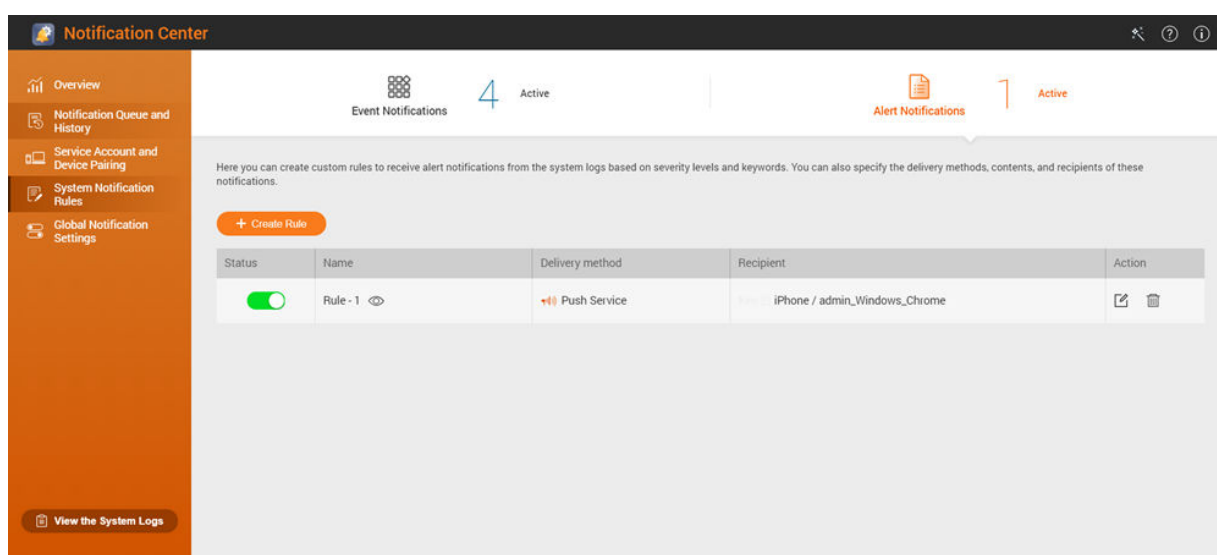 Notification Center
Overview
Notification Queue and
History
Service Account and
Device Pairing
System Notification
Rules
Global Notification
Settings
View the System Logs
Event Notifications
4
Active
Alert Notifications
1
Active
Here you can create custom rules to receive alert notifications from the system logs based on severity levels and keywords. You can also specify the delivery methods, contents, and recipients of these
notifications.
+ Create Rule
Status Name Delivery method Recipient Action
Rule - 1 Push Service iPhone / admin_Windows_Chrome